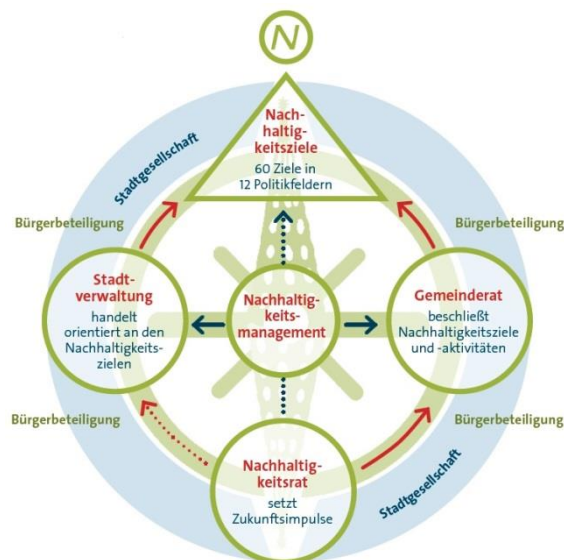 N
Nach-
haltig-
keitsziele
60 Ziele in
12 Politikfeldern
Stadtgesellschaft
Bürgerbeteiligung
Bürgerbeteiligung
Stadt-
verwaltung
handelt
orientiert an den
Nachhaltigkeits-
zielen
Nachhaltig-
keits-
management
Gemeinderat
beschließt
Nachhaltigkeitsziele
und -aktivitäten
Bürgerbeteiligung
Bürgerbeteiligung
Nachhaltig-
keitsrat
setzt
Zukunftsimpulse
Stadtgesellschaft